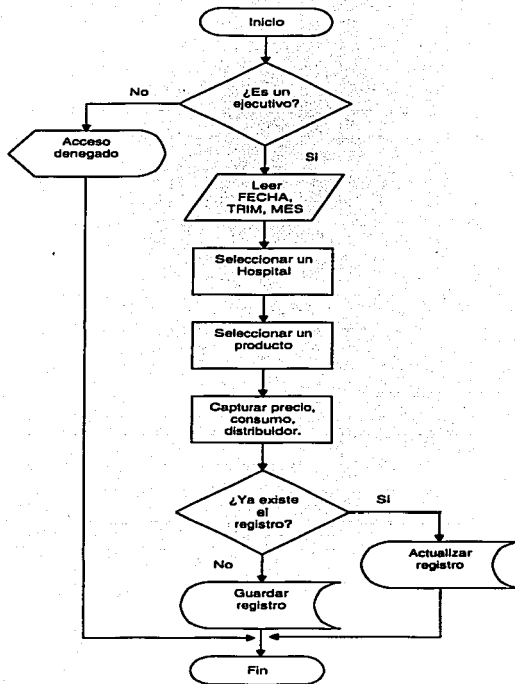 Inicio
¿Es un
ejecutivo?
No
Acceso
denegado
Si
Leer
FECHA,
TRIM, MES
Seleccionar un
Hospital
Seleccionar un
producto
Capturar precio,
consumo,
distribuidor.
¿Ya existe
el
registro?
Si
Actualizar
registro
No
Guardar
registro
Fin